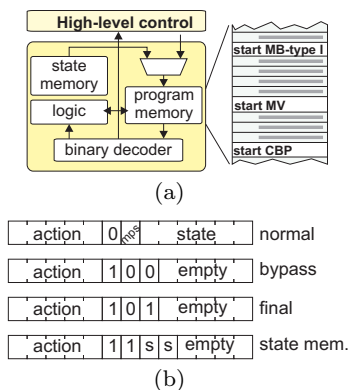 High-level control
state memory
logic
program memory
binary decoder
start MB-type I
start MV
start CBP
(a)
action 0 mps state normal
action 1 0 0 empty bypass
action 1 0 1 empty final
action 1 1 s s empty state mem.
(b)